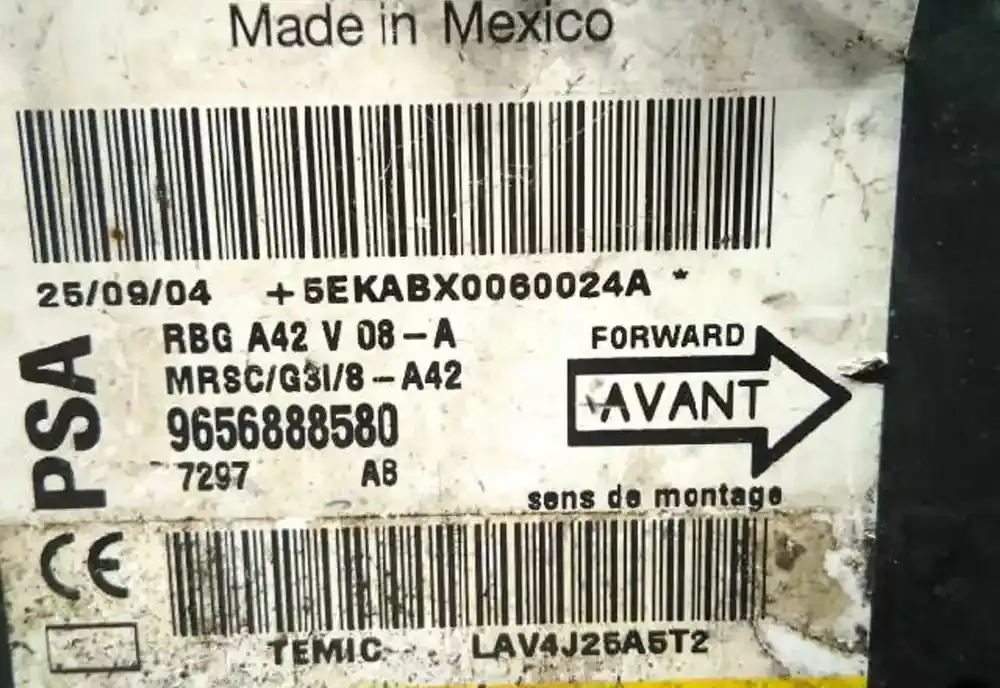 Made in Mexico
25/09/04 +5EKABX0060024A *
RBG A42 V 08-A
MRSC/G3I/8-A42
9656888580
7297 AB
PSA
FORWARD
AVANT
sens de montage
CE
TEMIC LAV4J25A5T2